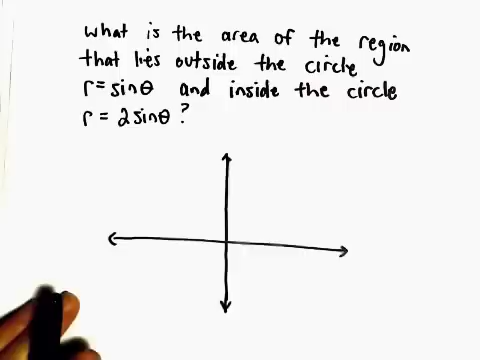 what is the area of the region
that lies outside the circle
r = sinθ and inside the circle
r = 2sinθ ?